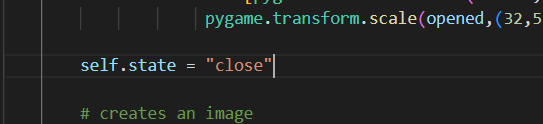 pygame.transform.scale(opened,(32,5
self.state = "close"
# creates an image